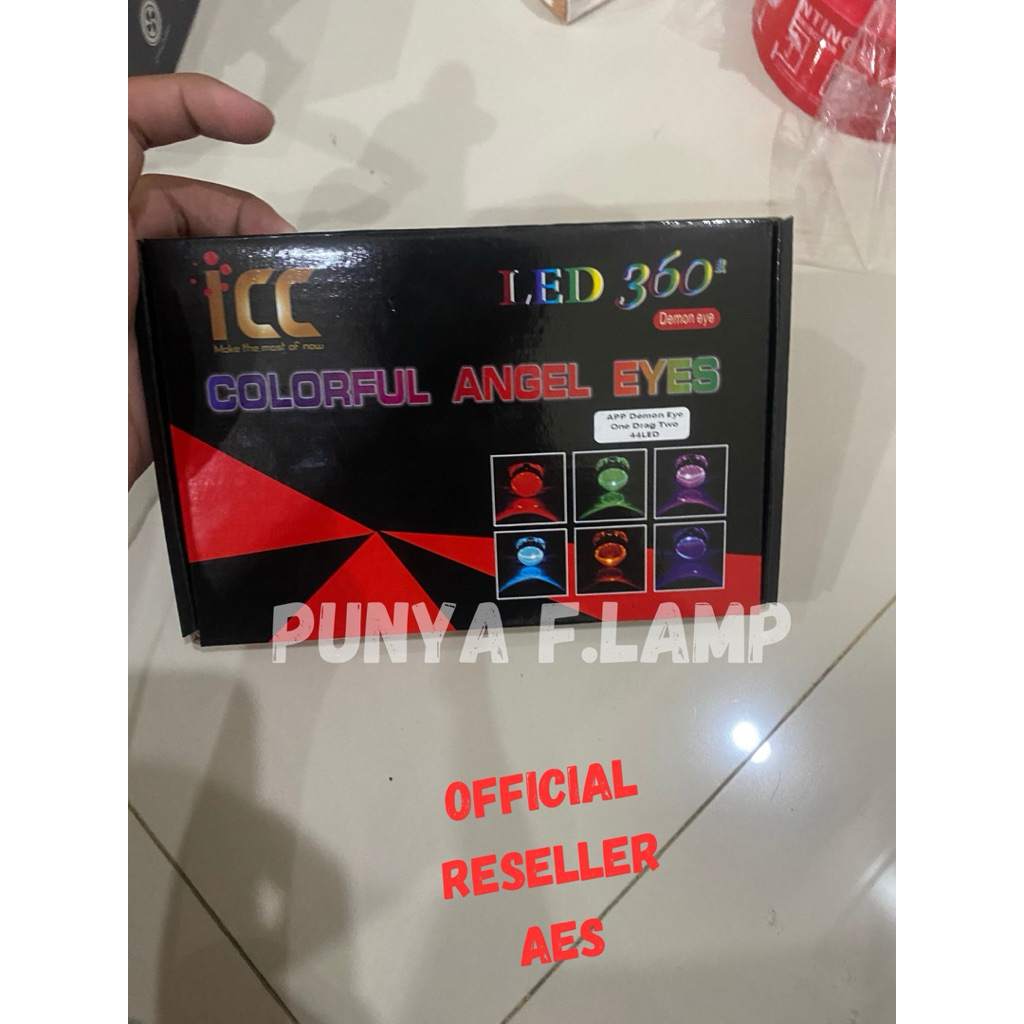 NTING
icc
Make the most of now
LED 360
Demon eye
COLORFUL ANGEL EYES
APP Demon Eye
One Drag Two
44LED
PUNYA F.LAMP
OFFICIAL
RESELLER
AES